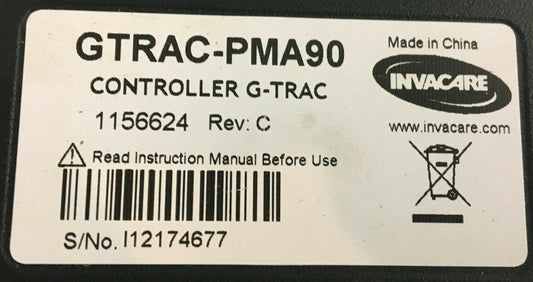 GTRAC-PMA90
CONTROLLER G-TRAC
1156624 Rev: C
Read Instruction Manual Before Use
S/No. I12174677
Made in China
INVACARE
www.invacare.com